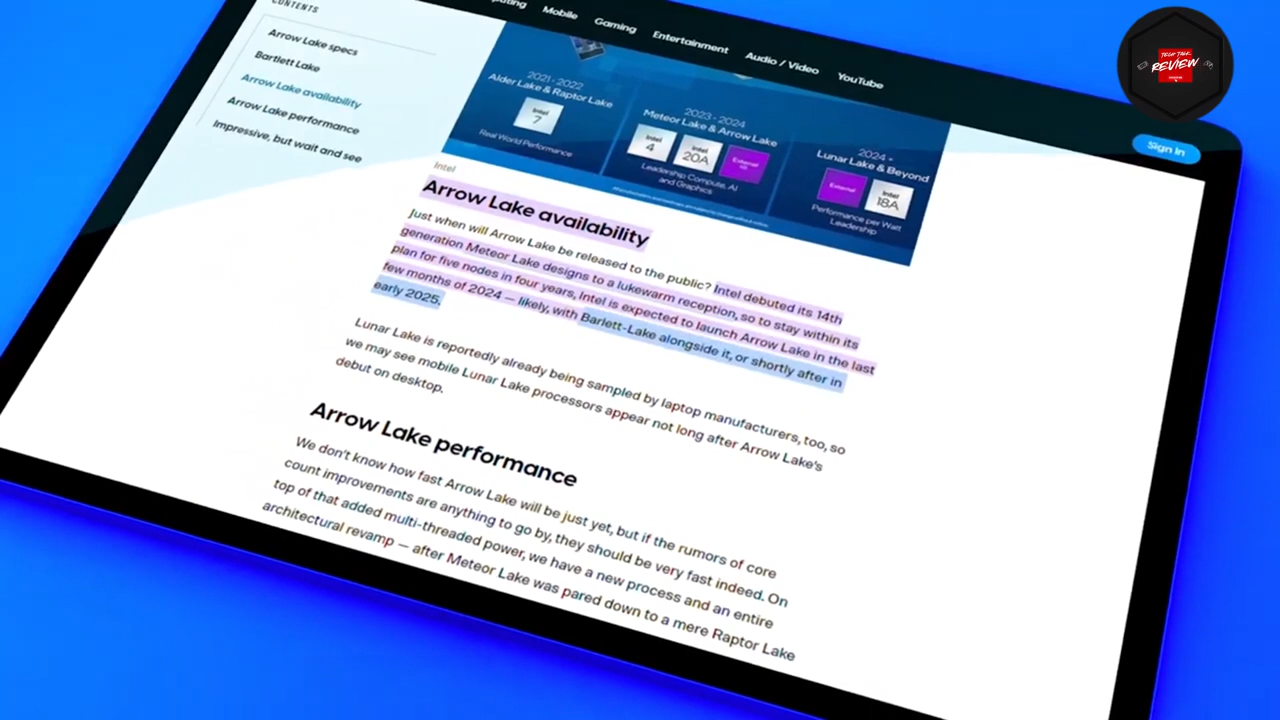 CONTENTS
Arrow Lake specs
Bartlett Lake
Arrow Lake availability
Arrow Lake performance
Impressive, but wait and see
Mobile
Gaming
Entertainment
Audio / Video
YouTube
TECH TALK
REVIEW
Sign In
2021 - 2022
Alder Lake & Raptor Lake
Intel
7
Real World Performance
2023 - 2024
Meteor Lake & Arrow Lake
Intel
4
Intel
20A
External
Leadership Compute, AI
and Graphics
2024 +
Lunar Lake & Beyond
External
Intel
18A
Performance per Watt
Leadership
Intel
Arrow Lake availability
Just when will Arrow Lake be released to the public? Intel debuted its 14th
generation Meteor Lake designs to a lukewarm reception, so to stay within its
plan for five nodes in four years, Intel is expected to launch Arrow Lake in the last
few months of 2024 — likely, with Barlett-Lake alongside it, or shortly after in
early 2025.
Lunar Lake is reportedly already being sampled by laptop manufacturers, too, so
we may see mobile Lunar Lake processors appear not long after Arrow Lake's
debut on desktop.
Arrow Lake performance
We don't know how fast Arrow Lake will be just yet, but if the rumors of core
count improvements are anything to go by, they should be very fast indeed. On
top of that added multi-threaded power, we have a new process and an entire
architectural revamp — after Meteor Lake was pared down to a mere Raptor Lake